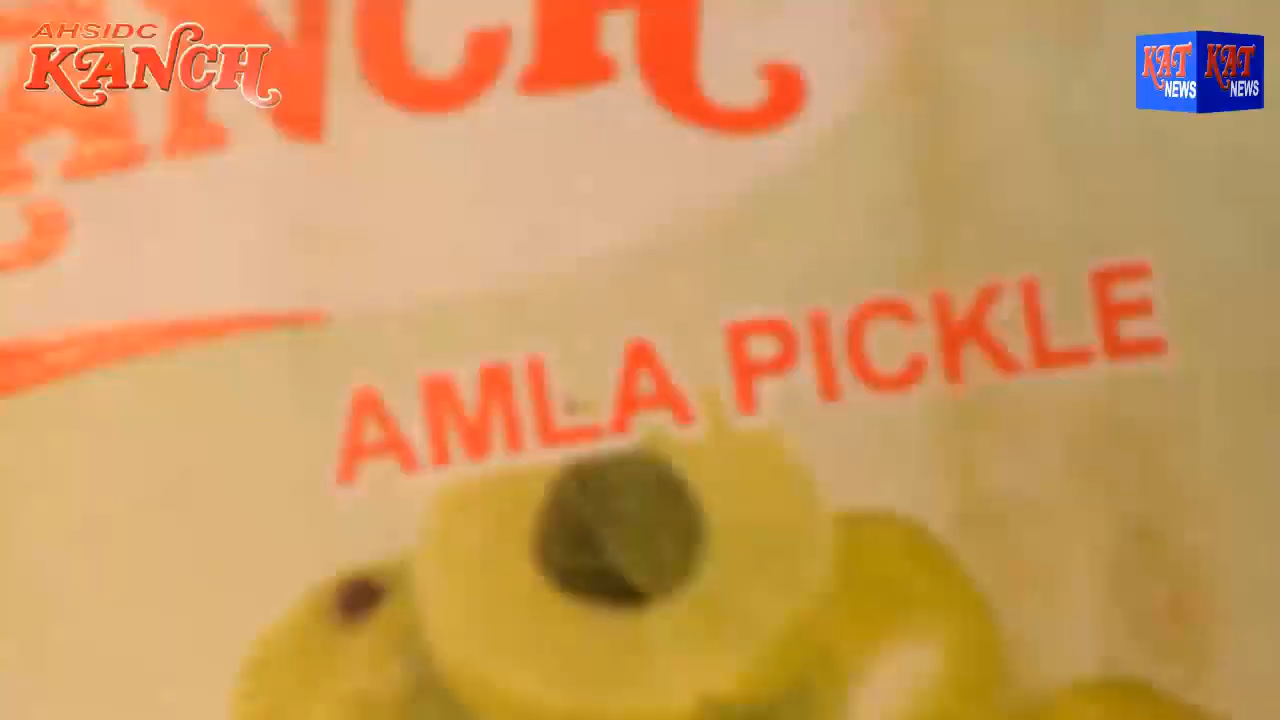 AHSIDC
KANCH
KAT
NEWS
KAT
NEWS
AMLA PICKLE